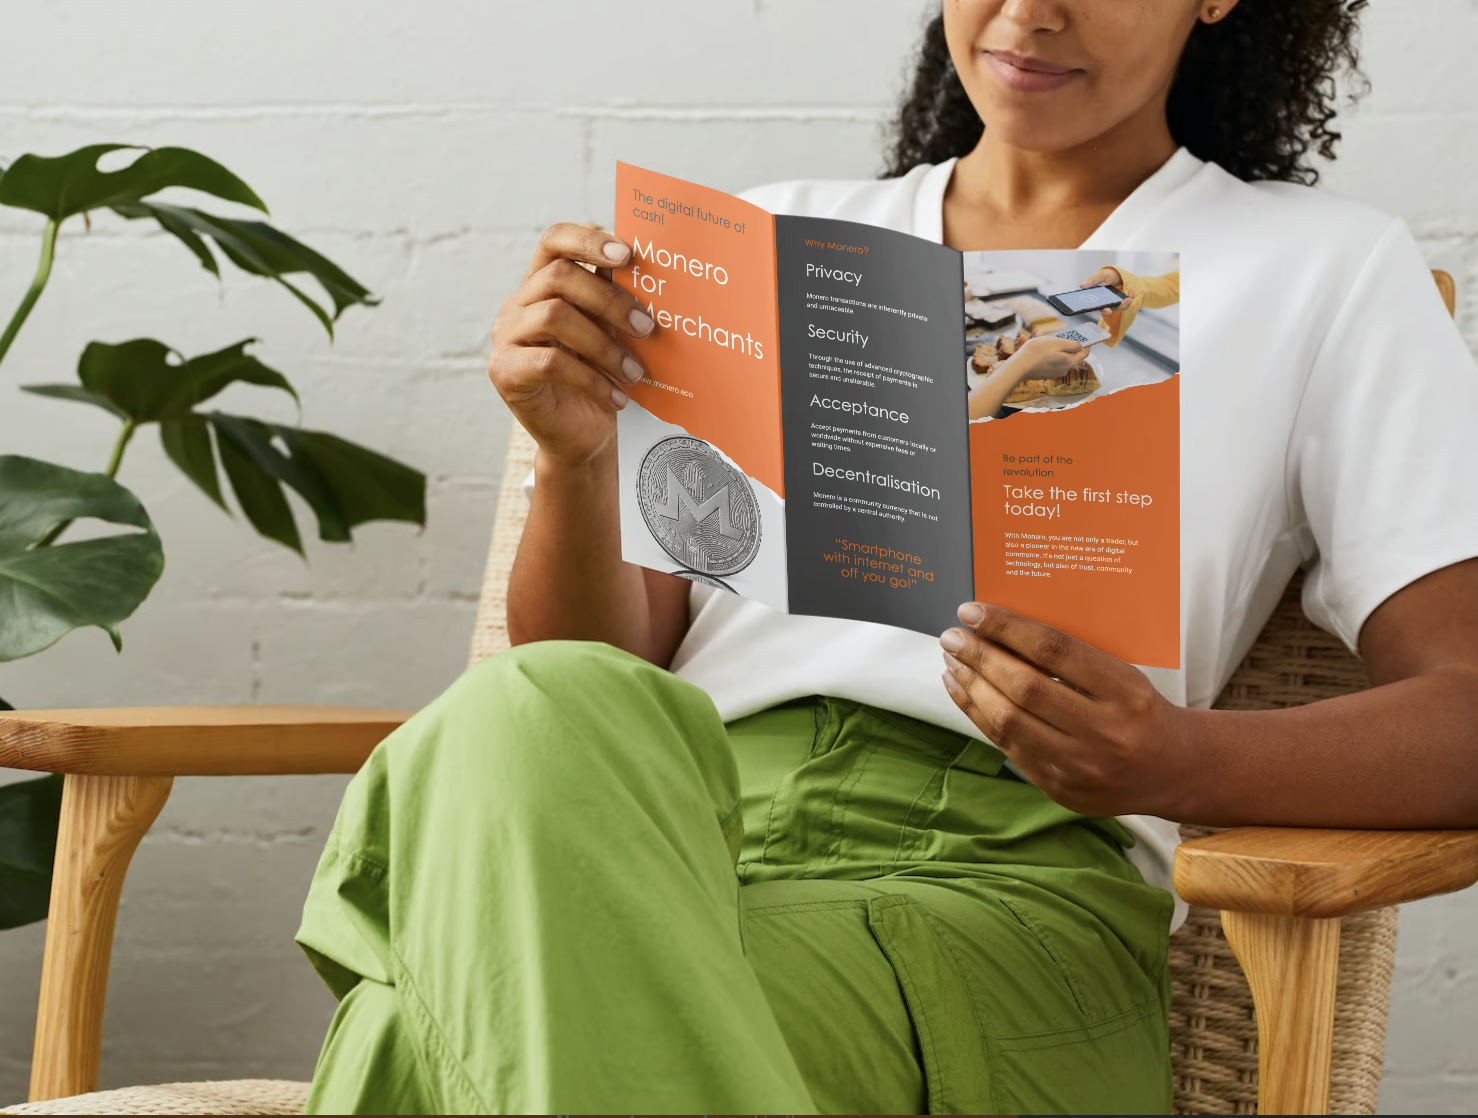 The digital future of
cash!
Monero
for
Merchants
www.monero.eco
Why Monero?
Privacy
Monero transactions are inherently private
and untraceable
Security
Through the use of advanced cryptographic
techniques, the receipt of payments is
secure and unalterable.
Acceptance
Accept payments from customers locally or
worldwide without expensive fees or
waiting times.
Decentralisation
Monero is a community currency that is not
controlled by a central authority.
"Smartphone
with internet and
off you go!"
Be part of the
revolution
Take the first step
today!
With Monero, you are not only a trader, but
also a pioneer in the new era of digital
commerce. It's not just a question of
technology, but also of trust, community
and the future.